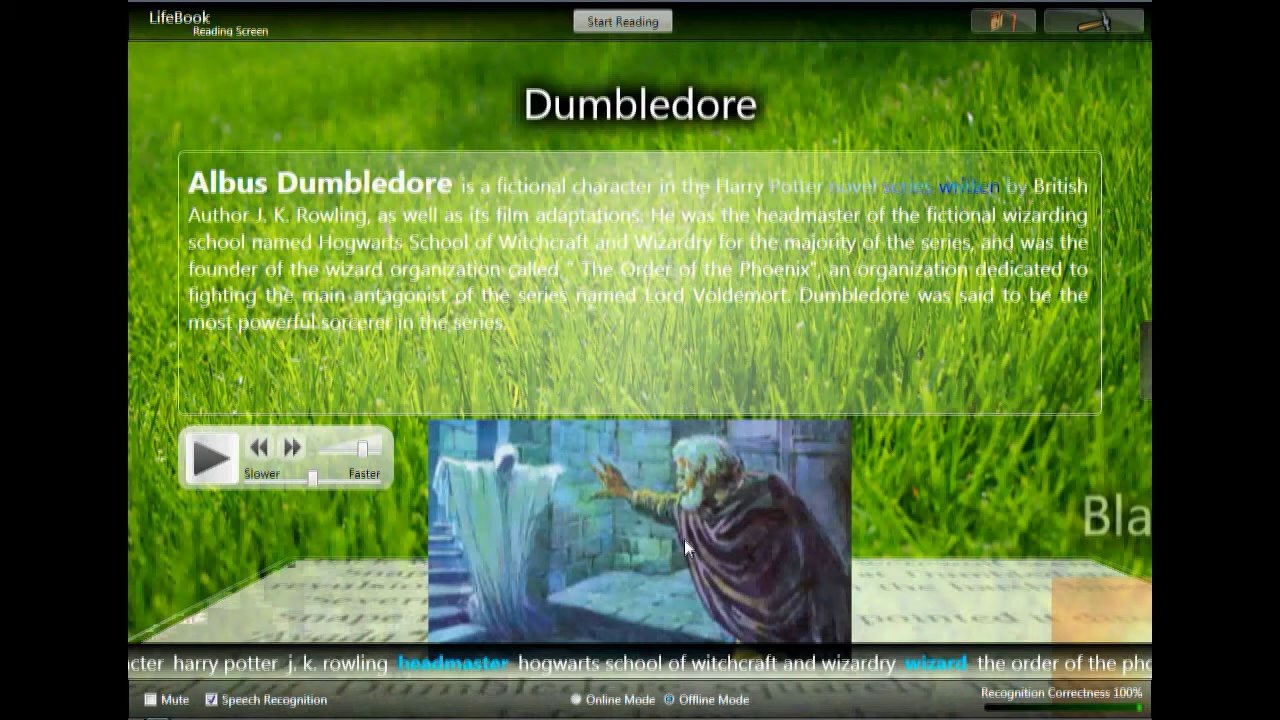 LifeBook
Reading Screen
Start Reading
Dumbledore
Albus Dumbledore is a fictional character in the Harry Potter novel series written by British
Author J. K. Rowling, as well as its film adaptations. He was the headmaster of the fictional wizarding
school named Hogwarts School of Witchcraft and Wizardry for the majority of the series, and was the
founder of the wizard organization called " The Order of the Phoenix", an organization dedicated to
fighting the main antagonist of the series named Lord Voldemort. Dumbledore was said to be the
most powerful sorcerer in the series.
Slower Faster
Bla
cter harry potter j. k. rowling headmaster hogwarts school of witchcraft and wizardry wizard the order of the pho
Mute Speech Recognition Online Mode Offline Mode Recognition Correctness 100%